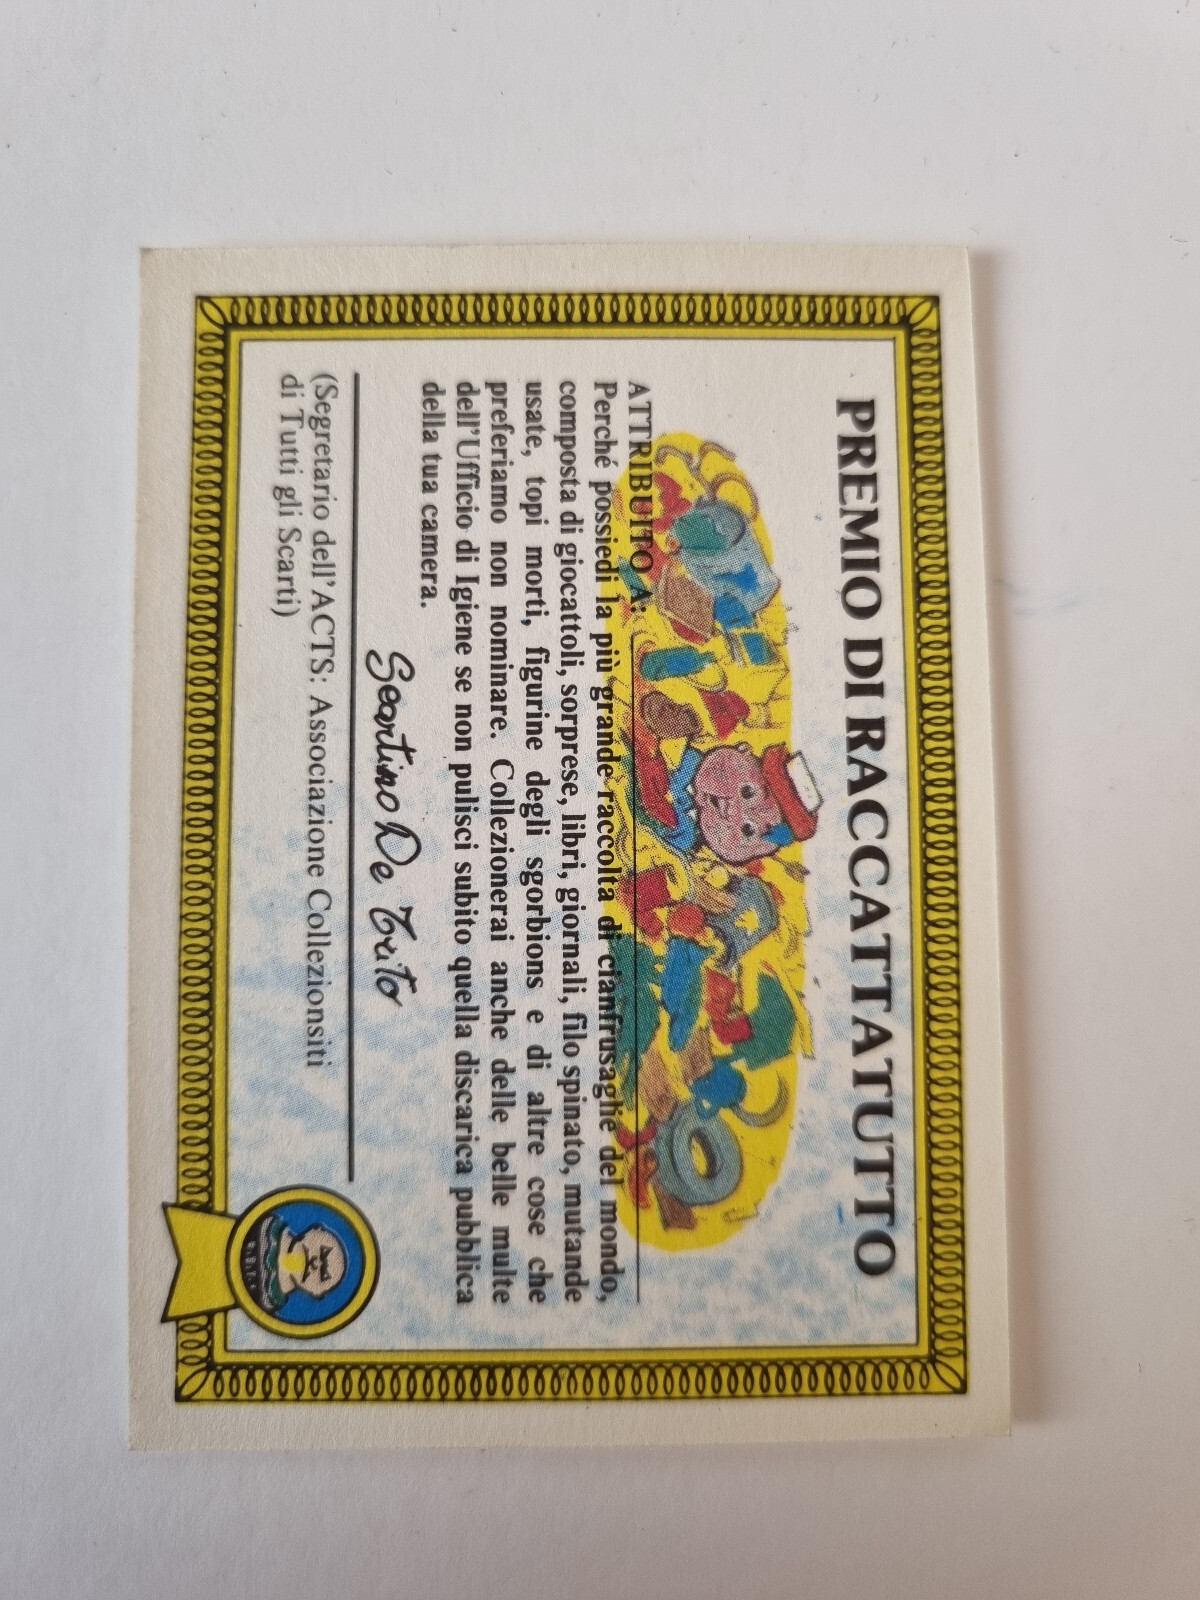 PREMIO DI RACCATTATUTTO
ATTRIBUITO A:
Perché possiedi la più grande raccolta di cianfrusaglie del mondo,
composta di giocattoli, sorprese, libri, giornali, filo spinato, mutande
usate, topi morti, figurine degli sgorbions e di altre cose che
preferiamo non nominare. Collezionerai anche delle belle multe
dell'Ufficio di Igiene se non pulisci subito quella discarica pubblica
della tua camera.
Scartino De Trito
(Segretario dell'ACTS: Associazione Collezionsiti
di Tutti gli Scarti)